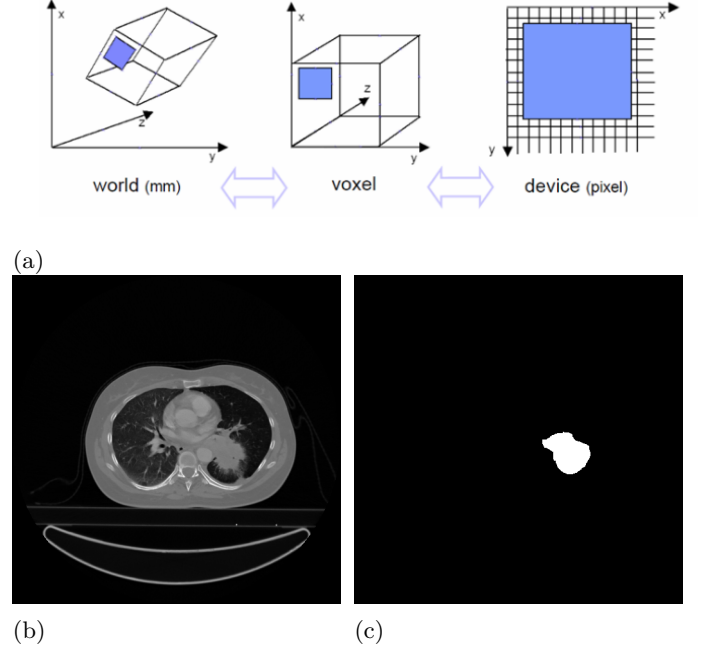 x x x
z z
y y y
world (mm) voxel device (pixel)
(a)
(b) (c)